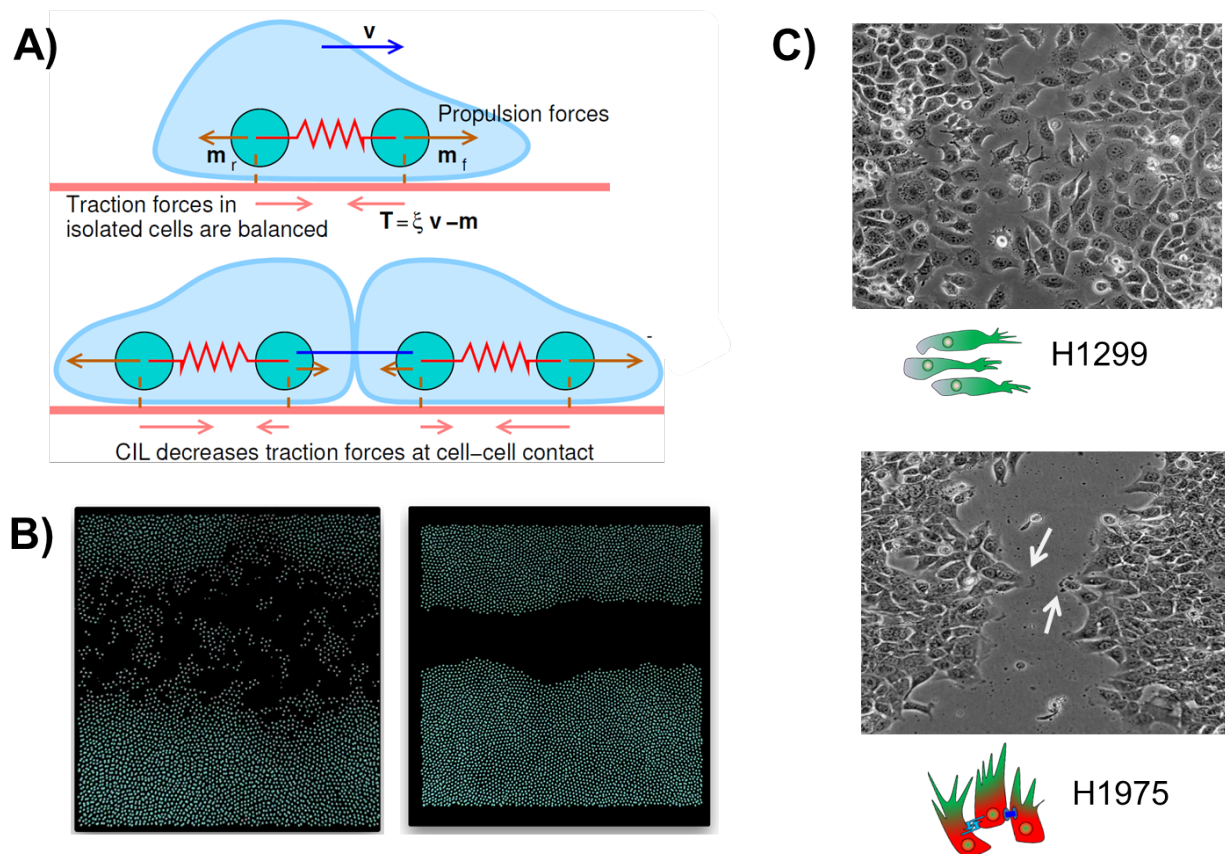 A)
v
Propulsion forces
m r
m f
Traction forces in
isolated cells are balanced
T = ξ v – m
CIL decreases traction forces at cell–cell contact
B)
C)
H1299
H1975